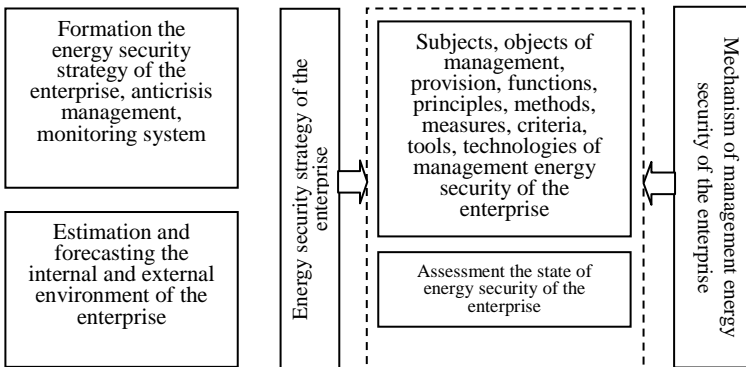 Formation the
energy security
strategy of the
enterprise, anticrisis
management,
monitoring system
Estimation and
forecasting the
internal and external
environment of the
enterprise
Energy security strategy of the
enterprise
Subjects, objects of
management,
provision, functions,
principles, methods,
measures, criteria,
tools, technologies of
management energy
security of the
enterprise
Assessment the state of
energy security of the
enterprise
Mechanism of management energy
security of the enterprise